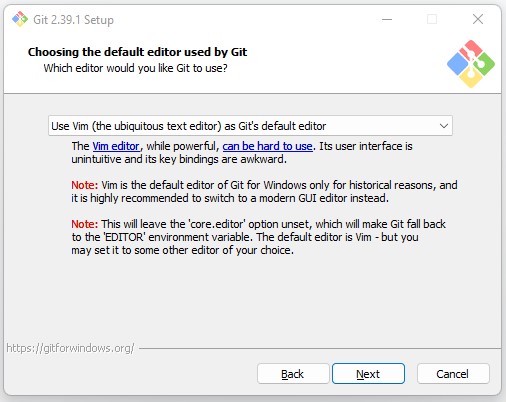 Git 2.39.1 Setup
Choosing the default editor used by Git
Which editor would you like Git to use?
Use Vim (the ubiquitous text editor) as Git's default editor
The Vim editor, while powerful, can be hard to use. Its user interface is
unintuitive and its key bindings are awkward.
Note: Vim is the default editor of Git for Windows only for historical reasons, and
it is highly recommended to switch to a modern GUI editor instead.
Note: This will leave the 'core.editor' option unset, which will make Git fall back
to the 'EDITOR' environment variable. The default editor is Vim - but you
may set it to some other editor of your choice.
https://gitforwindows.org/
Back
Next
Cancel